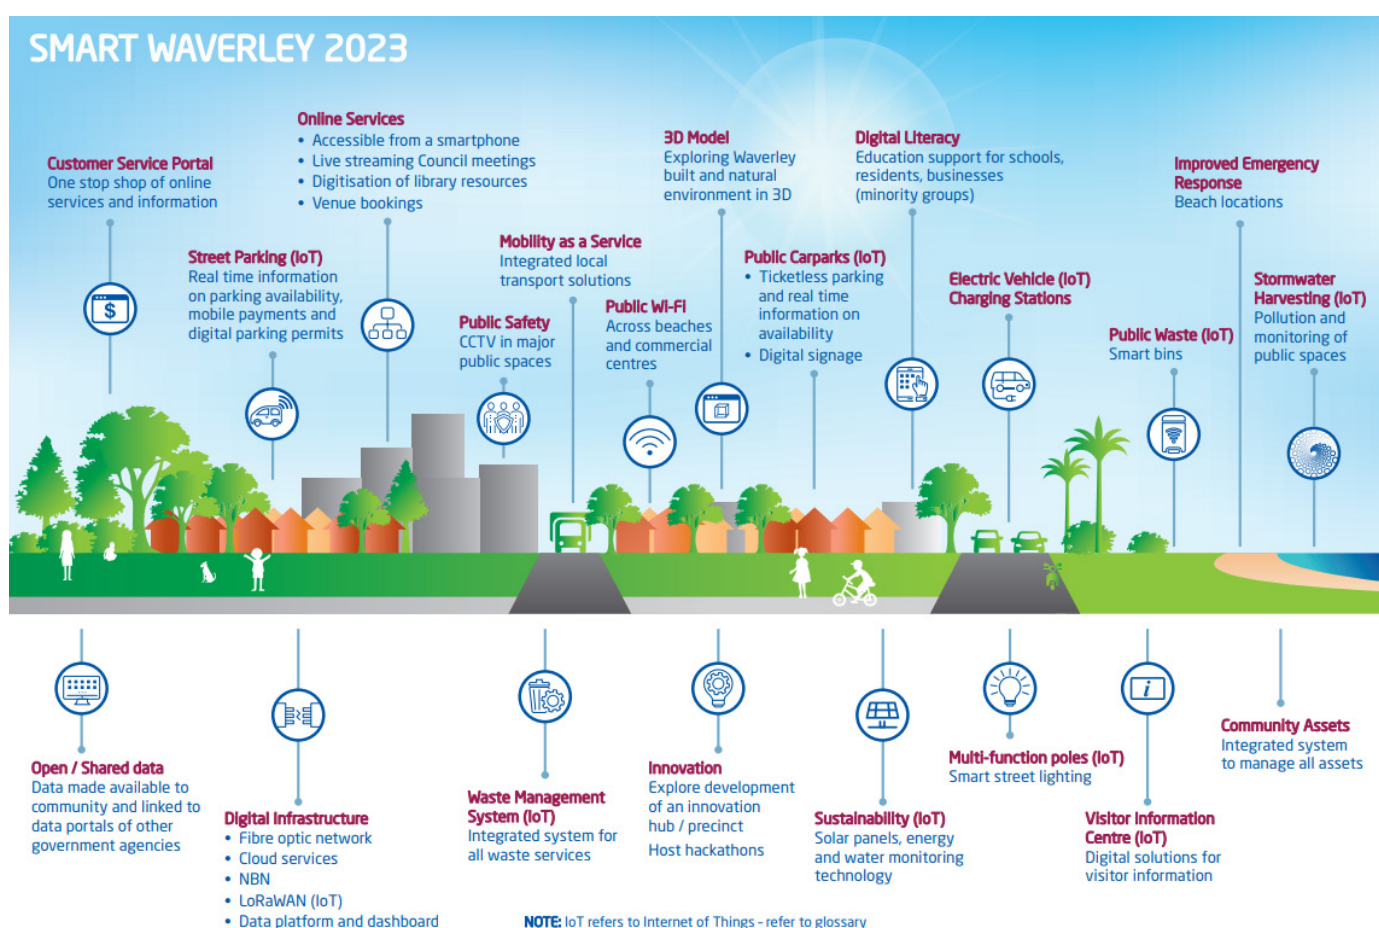 SMART WAVERLEY 2023
Customer Service Portal
One stop shop of online
services and information
Street Parking (IoT)
Real time information
on parking availability,
mobile payments and
digital parking permits
Online Services
• Accessible from a smartphone
• Live streaming Council meetings
• Digitisation of library resources
• Venue bookings
Public Safety
CCTV in major
public spaces
Mobility as a Service
Integrated local
transport solutions
Public Wi-Fi
Across beaches
and commercial
centres
3D Model
Exploring Waverley
built and natural
environment in 3D
Public Carparks (IoT)
• Ticketless parking
and real time
information on
availability
• Digital signage
Digital Literacy
Education support for schools,
residents, businesses
(minority groups)
Electric Vehicle (IoT)
Charging Stations
Public Waste (IoT)
Smart bins
Improved Emergency
Response
Beach locations
Stormwater
Harvesting (IoT)
Pollution and
monitoring of
public spaces
$
i
Open / Shared data
Data made available to
community and linked to
data portals of other
government agencies
Digital Infrastructure
• Fibre optic network
• Cloud services
• NBN
• LoRaWAN (IoT)
• Data platform and dashboard
Waste Management
System (IoT)
Integrated system for
all waste services
Innovation
Explore development
of an innovation
hub / precinct
Host hackathons
Sustainability (IoT)
Solar panels, energy
and water monitoring
technology
Multi-function poles (IoT)
Smart street lighting
Visitor Information
Centre (IoT)
Digital solutions for
visitor information
Community Assets
Integrated system
to manage all assets
NOTE: IoT refers to Internet of Things - refer to glossary